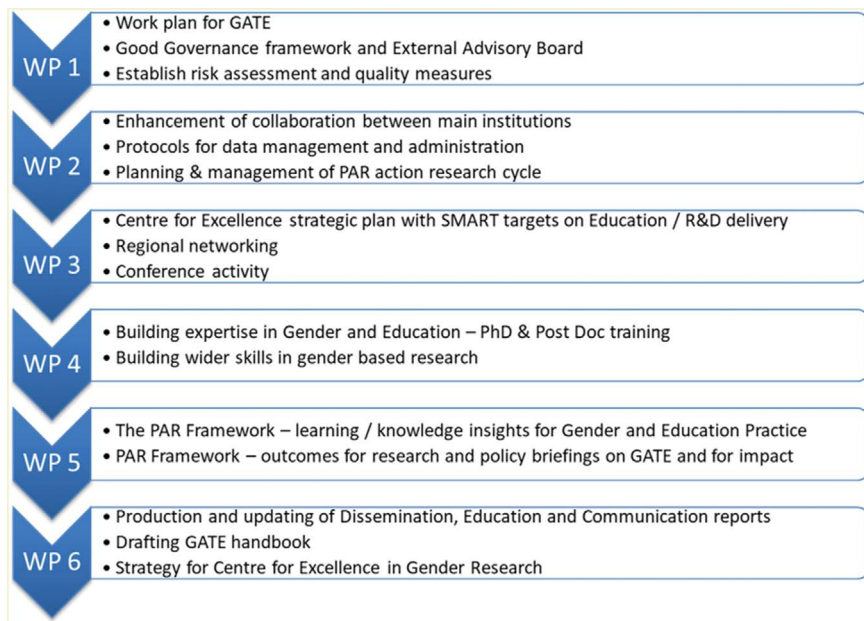 WP 1
• Work plan for GATE
• Good Governance framework and External Advisory Board
• Establish risk assessment and quality measures
WP 2
• Enhancement of collaboration between main institutions
• Protocols for data management and administration
• Planning & management of PAR action research cycle
WP 3
• Centre for Excellence strategic plan with SMART targets on Education / R&D delivery
• Regional networking
• Conference activity
WP 4
• Building expertise in Gender and Education – PhD & Post Doc training
• Building wider skills in gender based research
WP 5
• The PAR Framework – learning / knowledge insights for Gender and Education Practice
• PAR Framework – outcomes for research and policy briefings on GATE and for impact
WP 6
• Production and updating of Dissemination, Education and Communication reports
• Drafting GATE handbook
• Strategy for Centre for Excellence in Gender Research